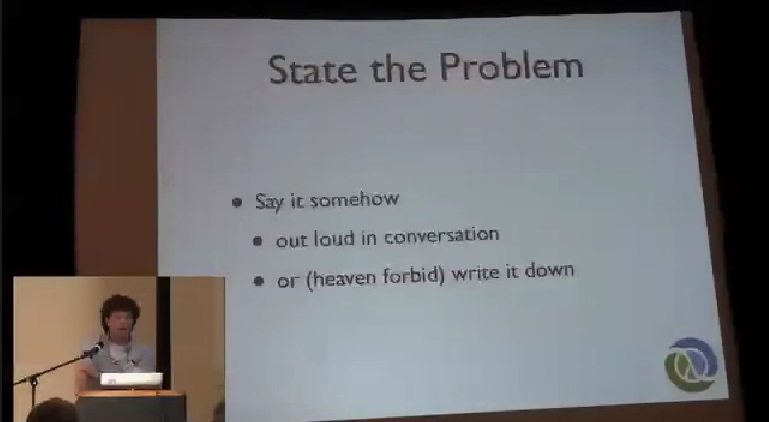 State the Problem
Say it somehow
out loud in conversation
or (heaven forbid) write it down